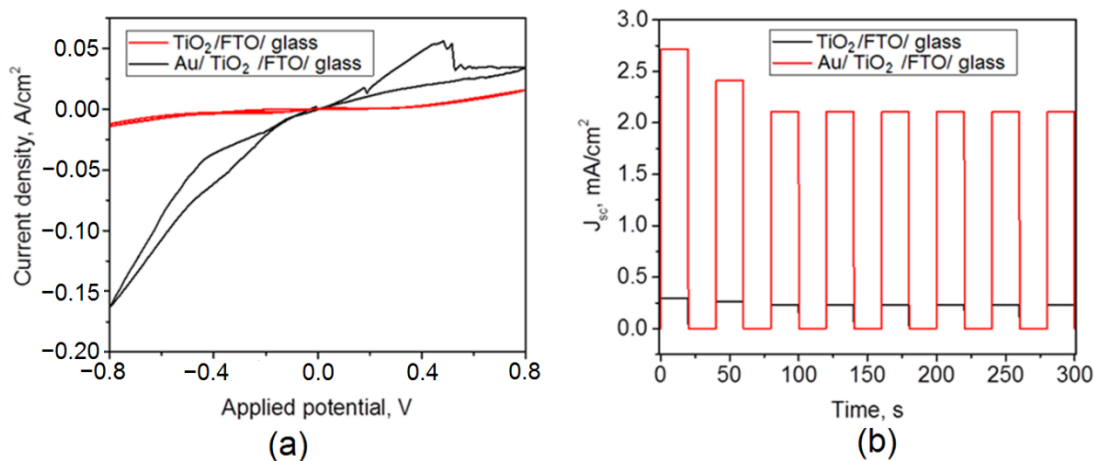 TiO2/FTO/ glass
Au/ TiO2 /FTO/ glass
0.05
0.00
−0.05
−0.10
−0.15
−0.20
Current density, A/cm2
−0.8 −0.4 0.0 0.4 0.8
Applied potential, V
(a)
TiO2/FTO/ glass
Au/ TiO2 /FTO/ glass
3.0
2.5
2.0
1.5
1.0
0.5
0.0
Jsc, mA/cm2
0 50 100 150 200 250 300
Time, s
(b)